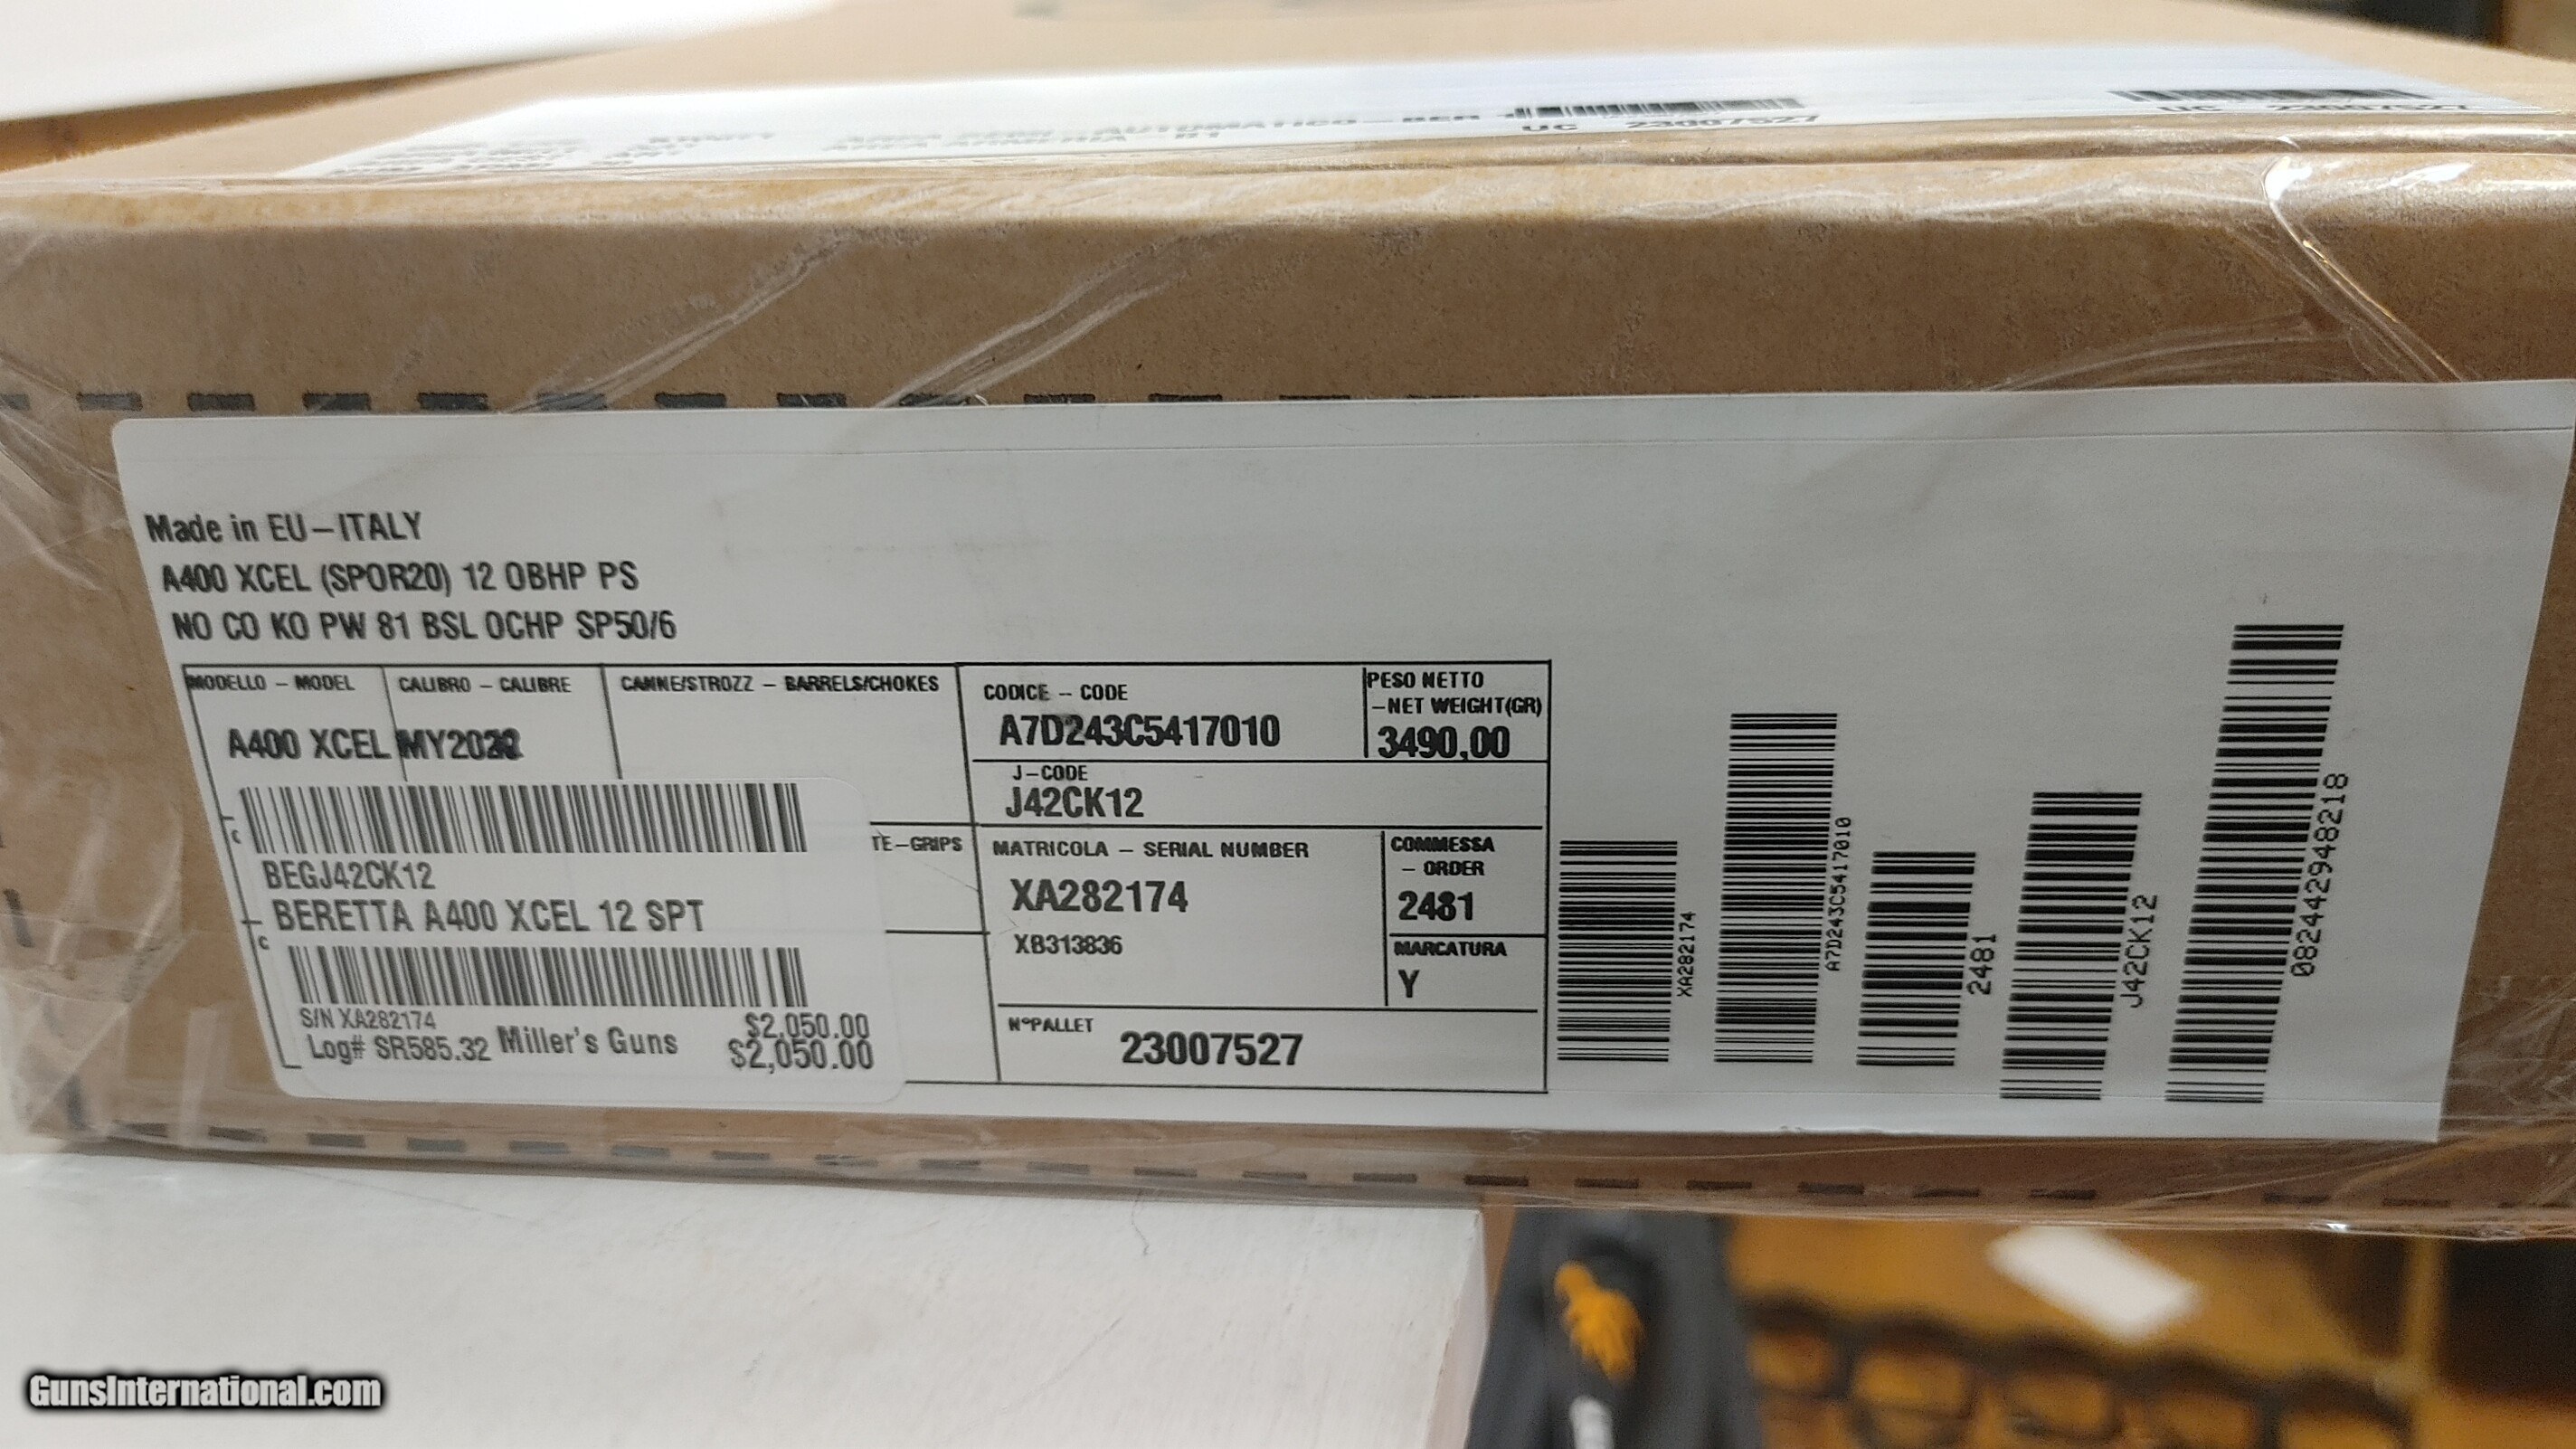 UC 23007527
UC 23007527
Made in EU-ITALY
A400 XCEL (SPOR20) 12 OBHP PS
NO CO KO PW 81 BSL OCHP SP50/6
MODELLO - MODEL
CALIBRO - CALIBRE
CANNE/STROZZ - BARRELS/CHOKES
CODICE - CODE
PESO NETTO
-NET WEIGHT(GR)
A400 XCEL MY2022
A7D243C5417010
3490,00
J-CODE
J42CK12
TE-GRIPS
MATRICOLA - SERIAL NUMBER
COMMESSA
- ORDER
XA282174
2481
XB313836
MARCATURA
Y
N°PALLET
23007527
BEGJ42CK12
BERETTA A400 XCEL 12 SPT
S/N XA282174
$2,050.00
Log# SR585.32 Miller's Guns
$2,050.00
XA282174
A7D243C5417010
2481
J42CK12
082442948218
GunsInternational.com